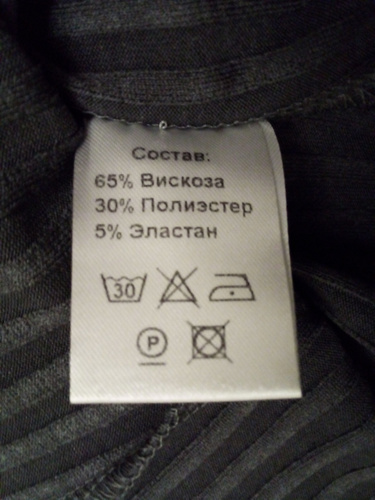 Состав:
65% Вискоза
30% Полиэстер
5% Эластан
30
P